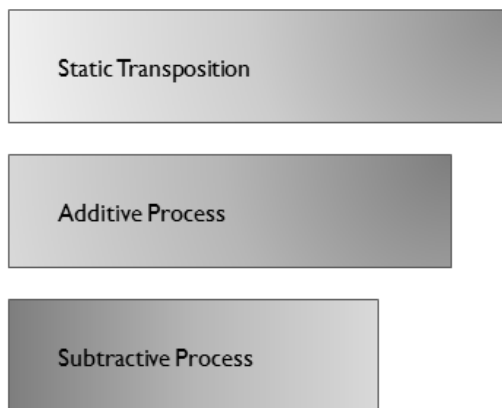 Static Transposition
Additive Process
Subtractive Process